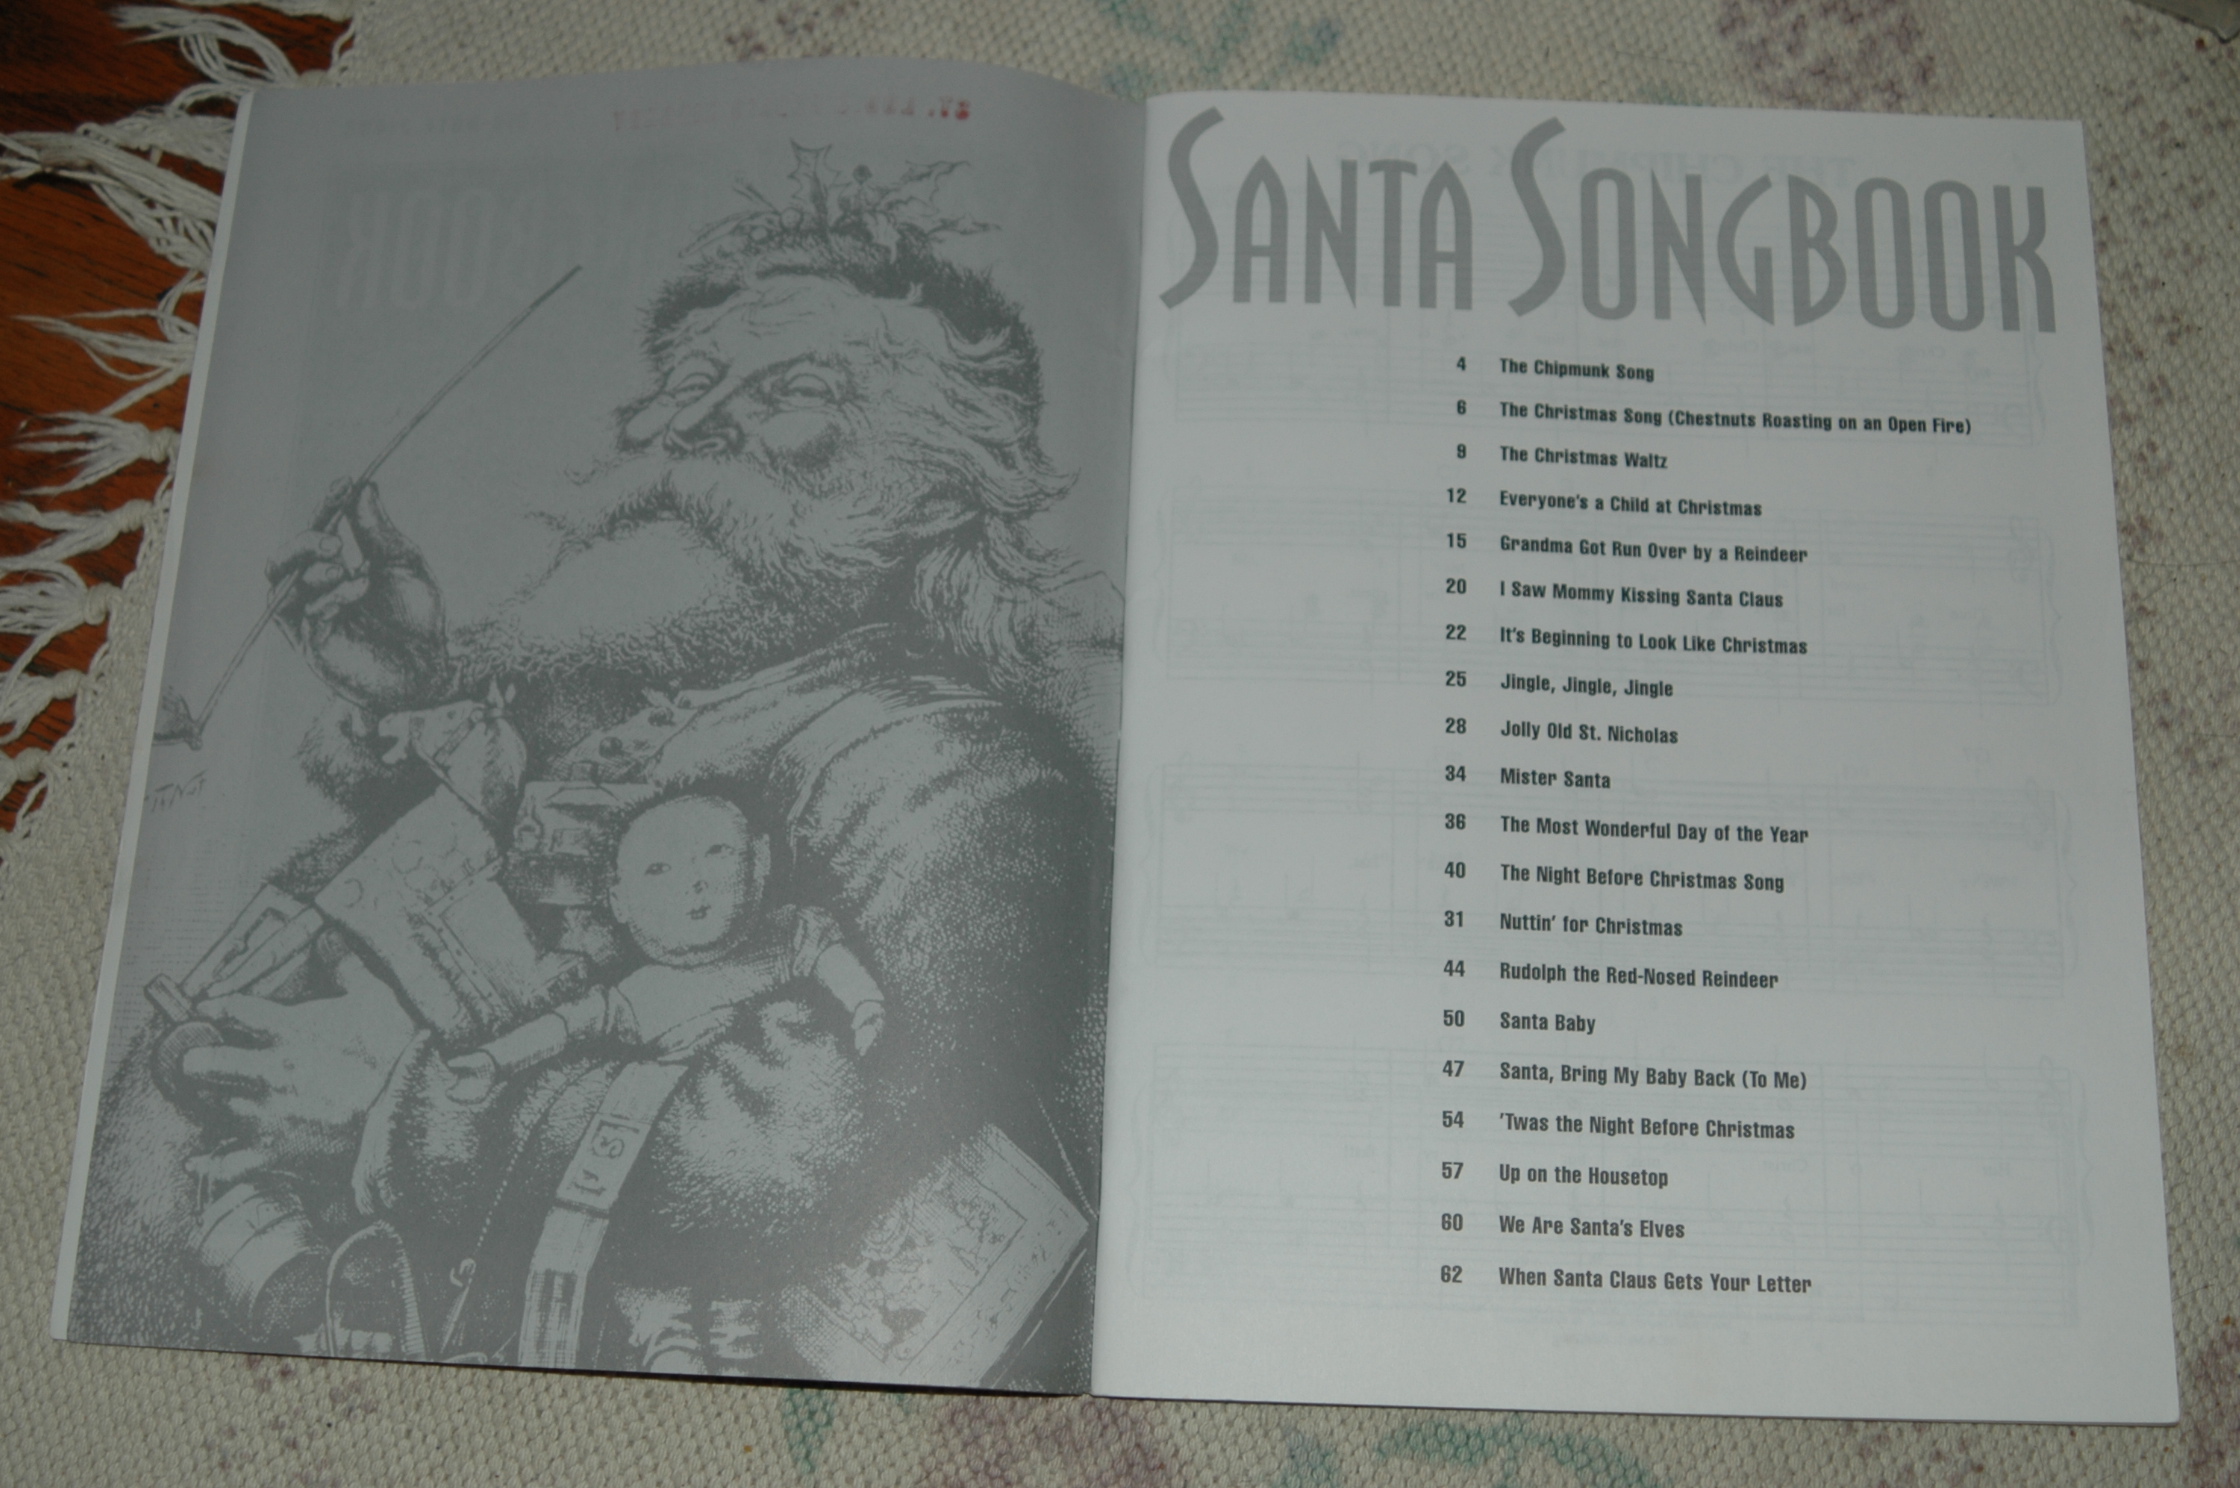 SANTA SONGBOOK
4 The Chipmunk Song
6 The Christmas Song (Chestnuts Roasting on an Open Fire)
9 The Christmas Waltz
12 Everyone's a Child at Christmas
15 Grandma Got Run Over by a Reindeer
20 I Saw Mommy Kissing Santa Claus
22 It's Beginning to Look Like Christmas
25 Jingle, Jingle, Jingle
28 Jolly Old St. Nicholas
34 Mister Santa
36 The Most Wonderful Day of the Year
40 The Night Before Christmas Song
31 Nuttin' for Christmas
44 Rudolph the Red-Nosed Reindeer
50 Santa Baby
47 Santa, Bring My Baby Back (To Me)
54 'Twas the Night Before Christmas
57 Up on the Housetop
60 We Are Santa's Elves
62 When Santa Claus Gets Your Letter